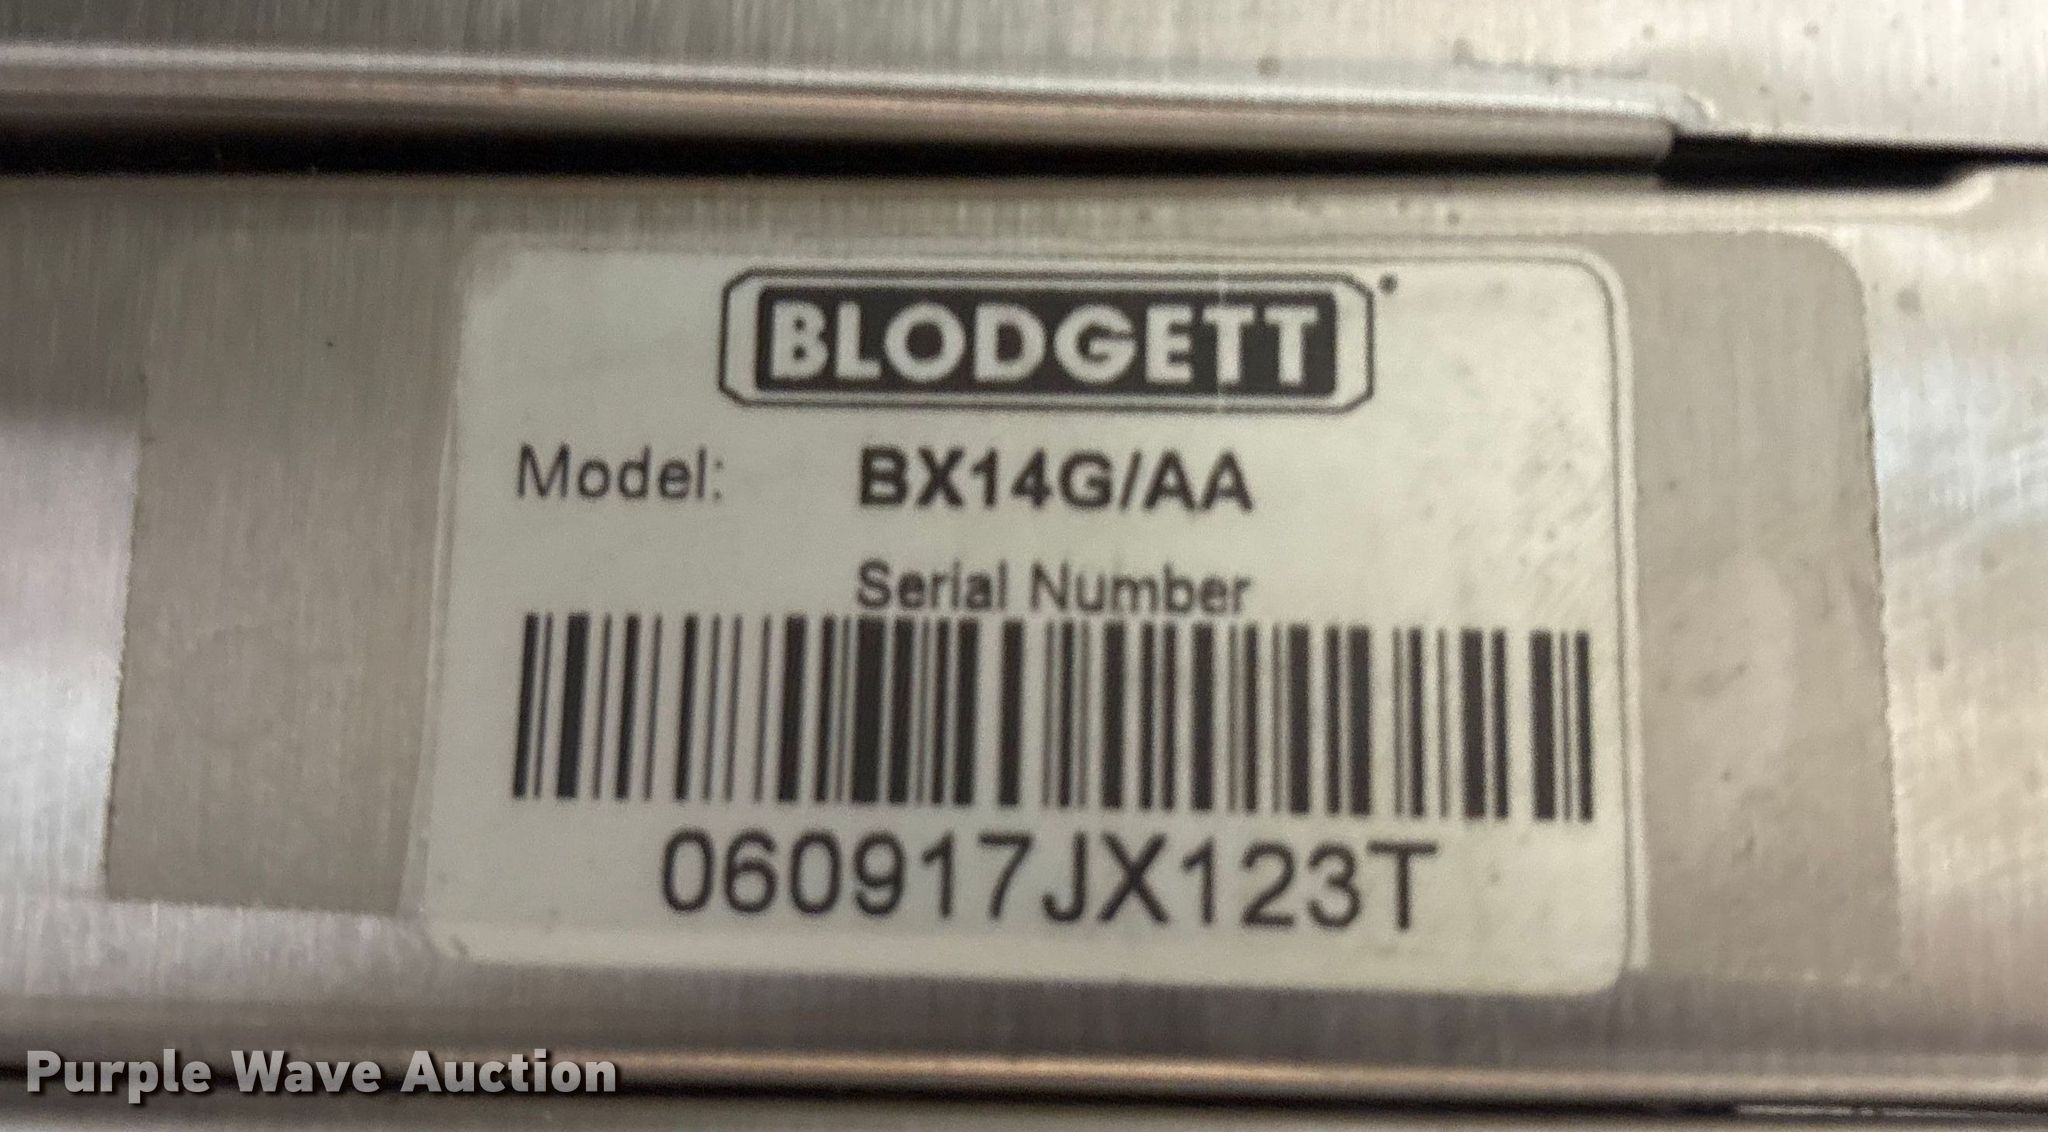 BLODGETT
Model: BX14G/AA
Serial Number
060917JX123T
Purple Wave Auction